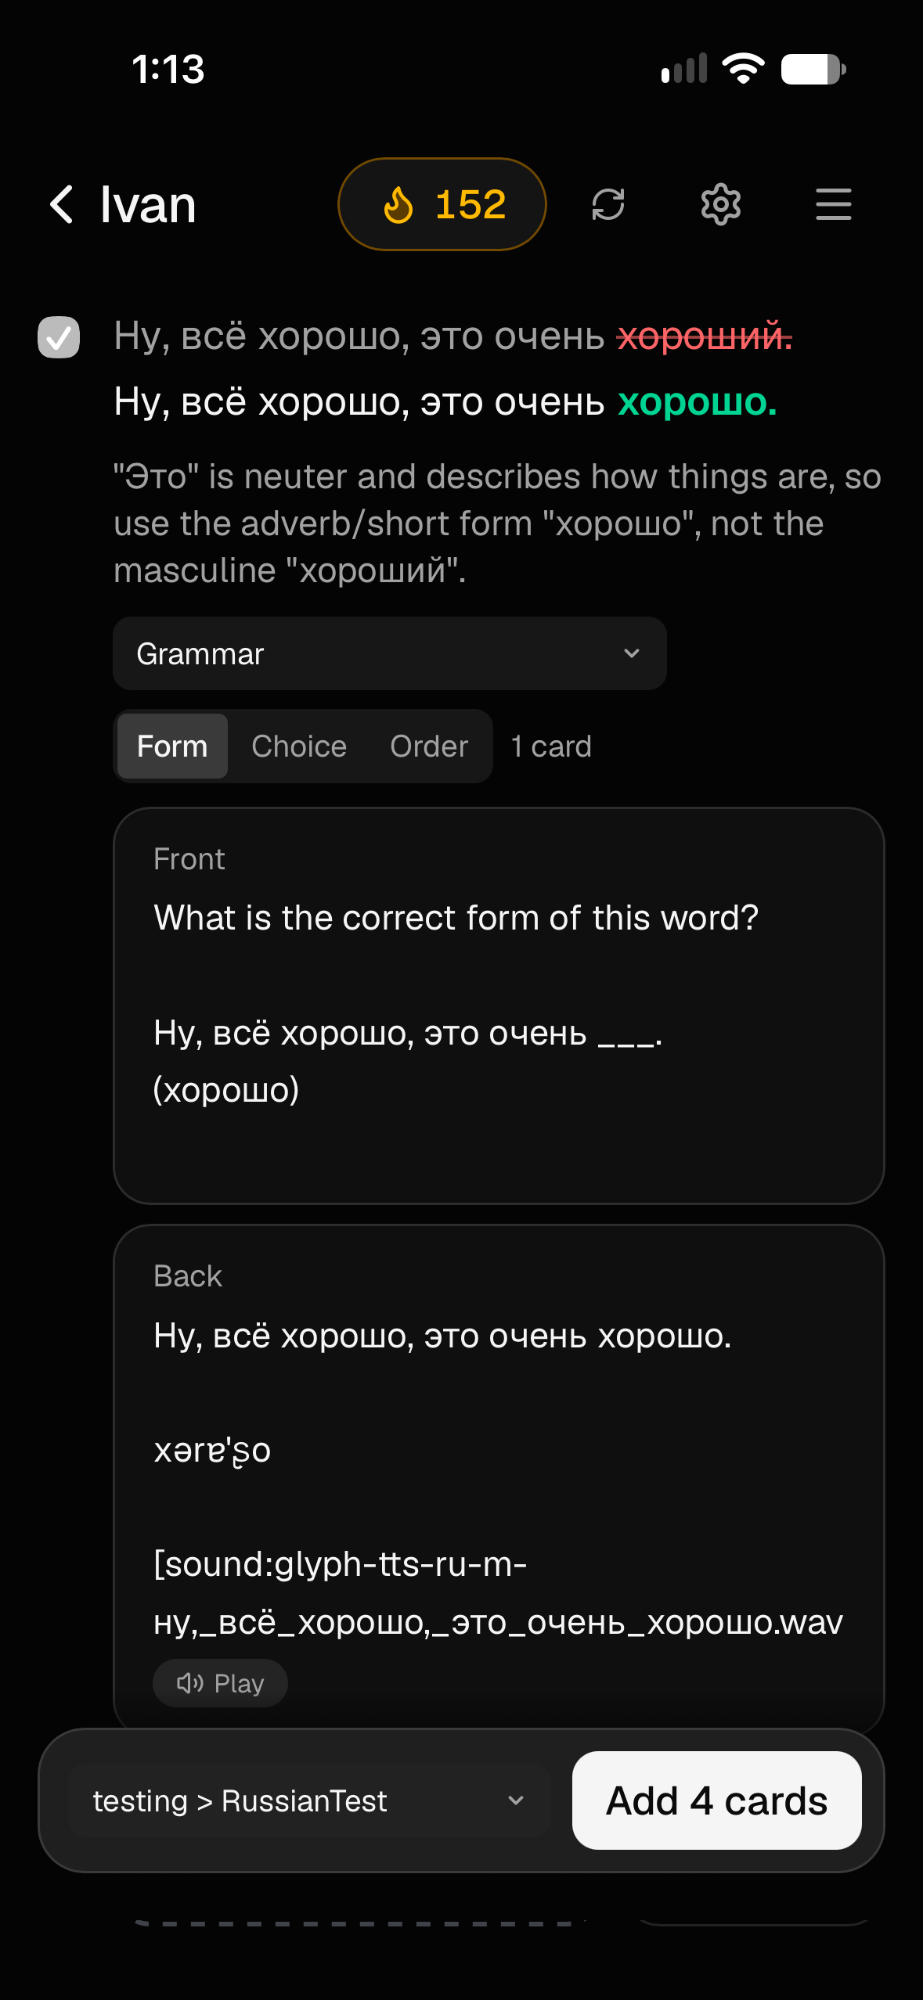 1:13
Ivan
152
Ну, всё хорошо, это очень хороший.
Ну, всё хорошо, это очень хорошо.
"Это" is neuter and describes how things are, so
use the adverb/short form "хорошо", not the
masculine "хороший".
Grammar
Form Choice Order 1 card
Front
What is the correct form of this word?
Ну, всё хорошо, это очень ___.
(хорошо)
Back
Ну, всё хорошо, это очень хорошо.
xərɐ'ʂo
[sound:glyph-tts-ru-m-
ну,_всё_хорошо,_это_очень_хорошо.wav
Play
testing > RussianTest
Add 4 cards